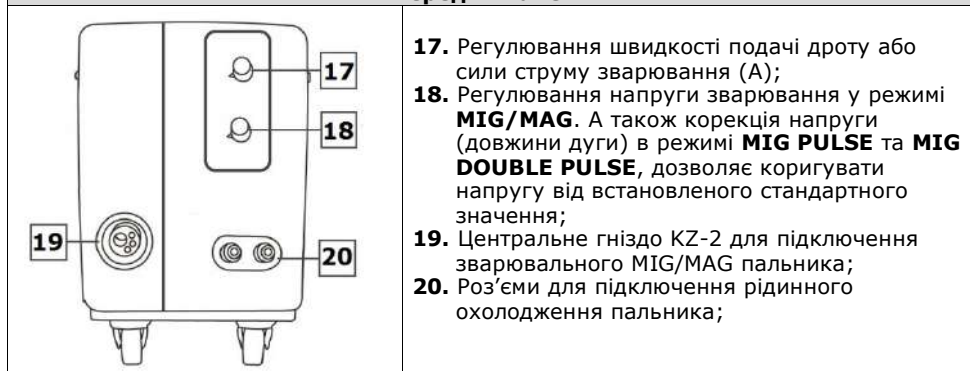 17
18
19
20
17. Регулювання швидкості подачі дроту або
сили струму зварювання (А);
18. Регулювання напруги зварювання у режимі
MIG/MAG. А також корекція напруги
(довжини дуги) в режимі MIG PULSE та MIG
DOUBLE PULSE, дозволяє коригувати
напругу від встановленого стандартного
значення;
19. Центральне гніздо KZ-2 для підключення
зварювального MIG/MAG пальника;
20. Роз’єми для підключення рідинного
охолодження пальника;